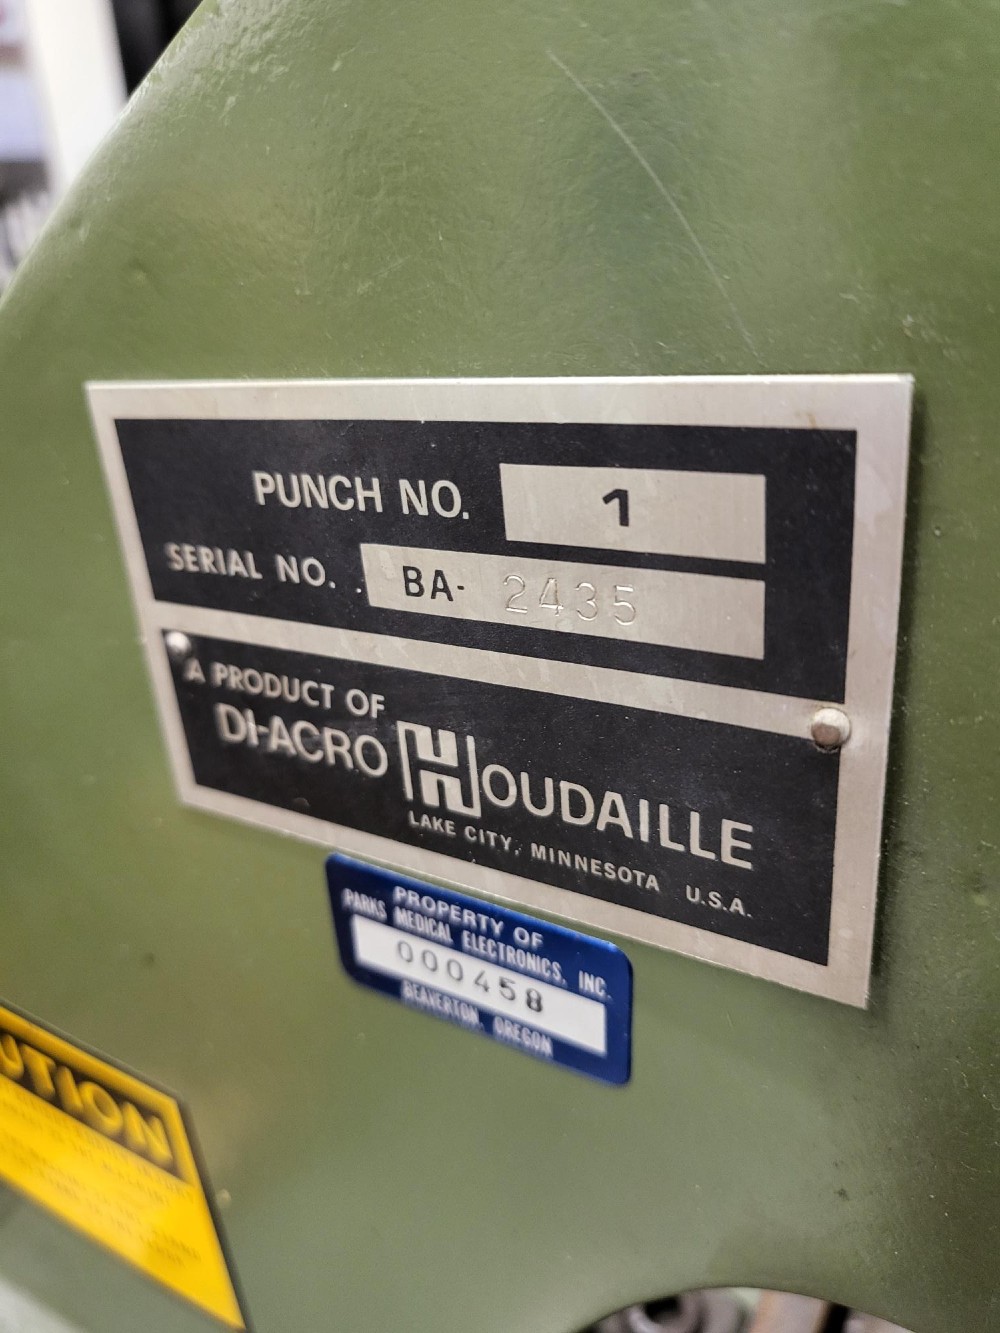 PUNCH NO. 1
SERIAL NO. BA- 2435
A PRODUCT OF
DI-ACRO HOUDAILLE
LAKE CITY, MINNESOTA U.S.A.
PROPERTY OF
PARKS MEDICAL ELECTRONICS, INC.
000458
BEAVERTON, OREGON
UTION